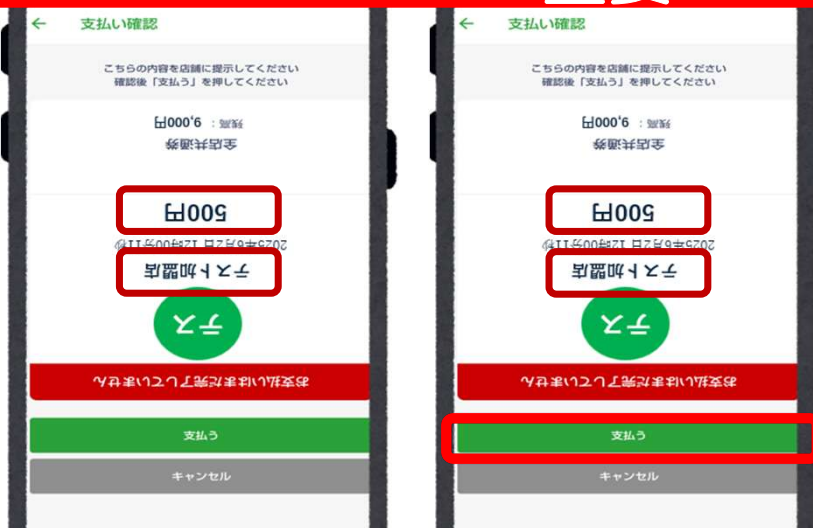 ← 支払い確認
こちらの内容を店舗に提示してください
確認後「支払う」を押してください
残高：9,000円
全店共通券
500円
2025年6月2日 12時00分11秒
テスト加盟店
テス
お支払いはまだ完了していません
支払う
キャンセル
← 支払い確認
こちらの内容を店舗に提示してください
確認後「支払う」を押してください
残高：9,000円
全店共通券
500円
2025年6月2日 12時00分11秒
テスト加盟店
テス
お支払いはまだ完了していません
支払う
キャンセル